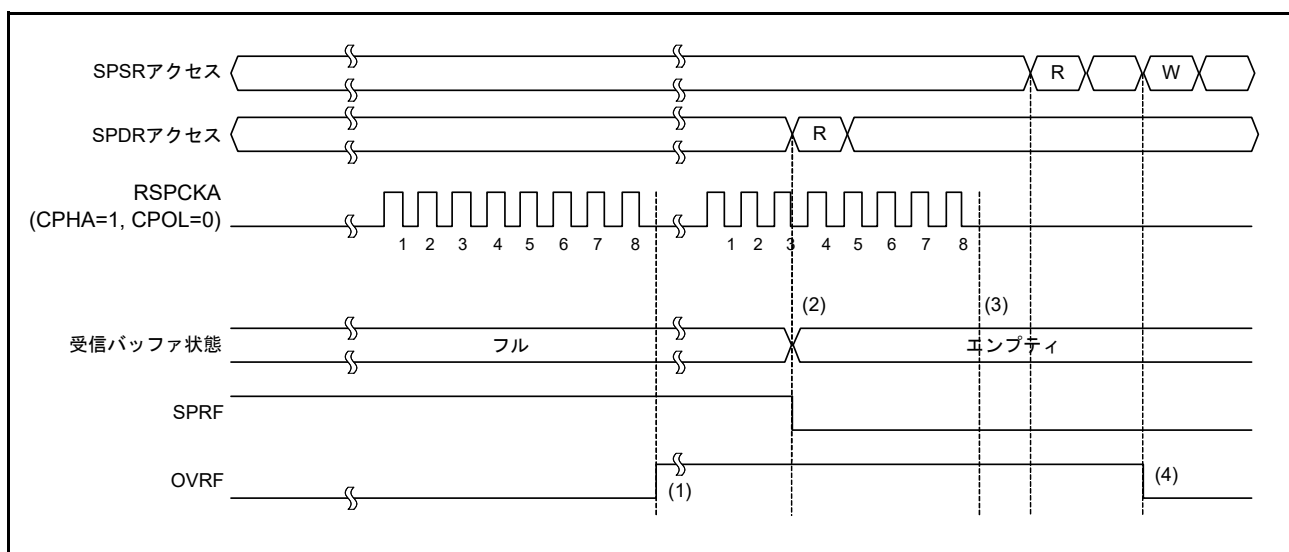 SPSRアクセス R W
SPDRアクセス R
RSPCKA
(CPHA=1, CPOL=0)
1 2 3 4 5 6 7 8 1 2 3 4 5 6 7 8
(2) (3)
受信バッファ状態 フル エンプティ
SPRF
OVRF (1) (4)